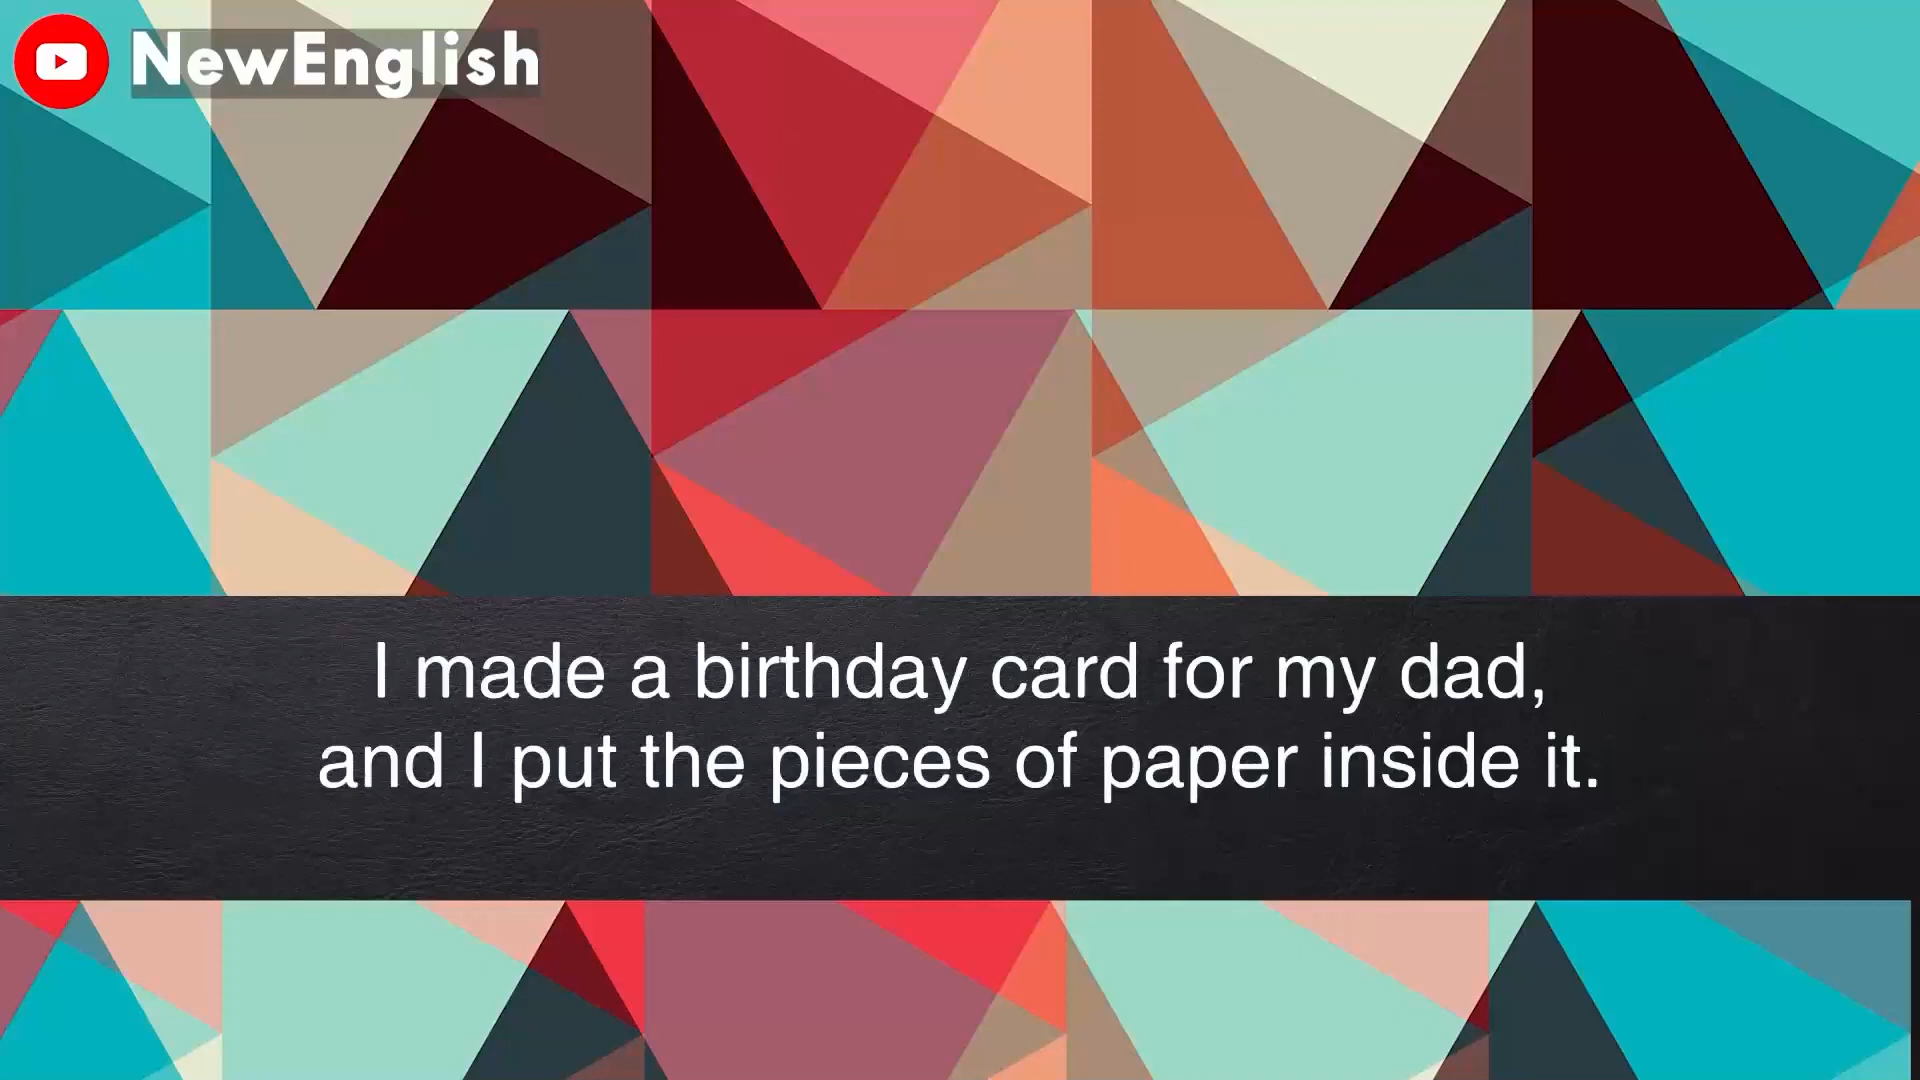 NewEnglish
I made a birthday card for my dad,
and I put the pieces of paper inside it.